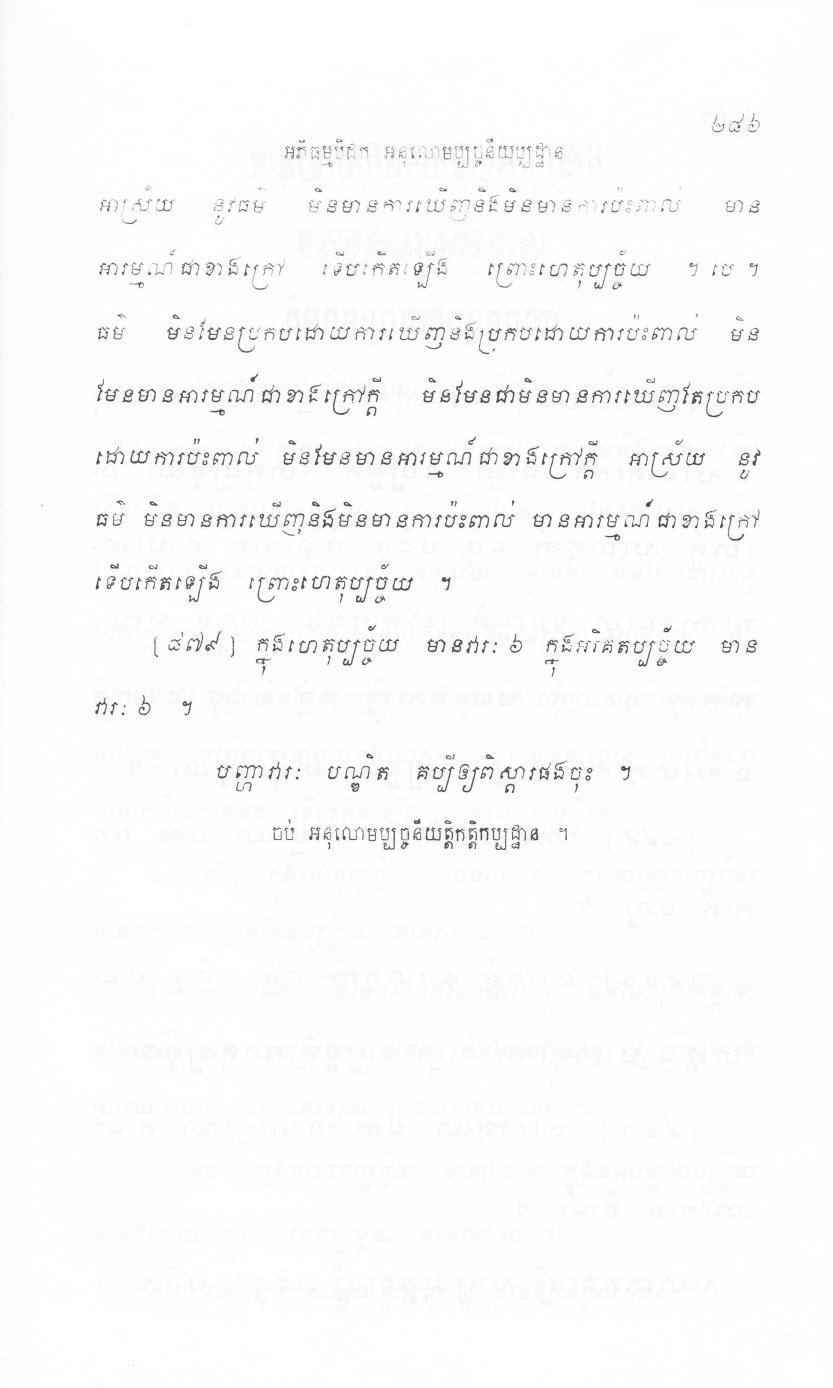 ២៨៦
អភិធម្មបិដក អនុលោមប្បច្ចនីយប្បដ្ឋាន
អាស្រ័យ នូវធម៌ មិនមានការឃើញនិងមិនមានការប៉ះពាល់ មាន
អារម្មណ៍ជាខាងក្រៅ ទើបកើតឡើង ព្រោះហេតុប្បច្ច័យ ។ បេ ។
ធម៌ មិនមែនប្រកបដោយការឃើញនិងប្រកបដោយការប៉ះពាល់ មិន
មែនមានអារម្មណ៍ជាខាងក្រៅក្តី មិនមែនជាមិនមានការឃើញតែប្រកប
ដោយការប៉ះពាល់ មិនមែនមានអារម្មណ៍ជាខាងក្រៅក្តី អាស្រ័យ នូវ
ធម៌ មិនមានការឃើញនិងមិនមានការប៉ះពាល់ មានអារម្មណ៍ជាខាងក្រៅ
ទើបកើតឡើង ព្រោះហេតុប្បច្ច័យ ។
[៨៧៩] ក្នុងហេតុប្បច្ច័យ មានវារៈ ៦ ក្នុងអវិគតប្បច្ច័យ មាន
វារៈ ៦ ។
បញ្ហាវារៈ បណ្ឌិត គប្បីឲ្យពិស្តារផងចុះ ។
ចប់ អនុលោមប្បច្ចនីយត្តិកត្តិកប្បដ្ឋាន ។